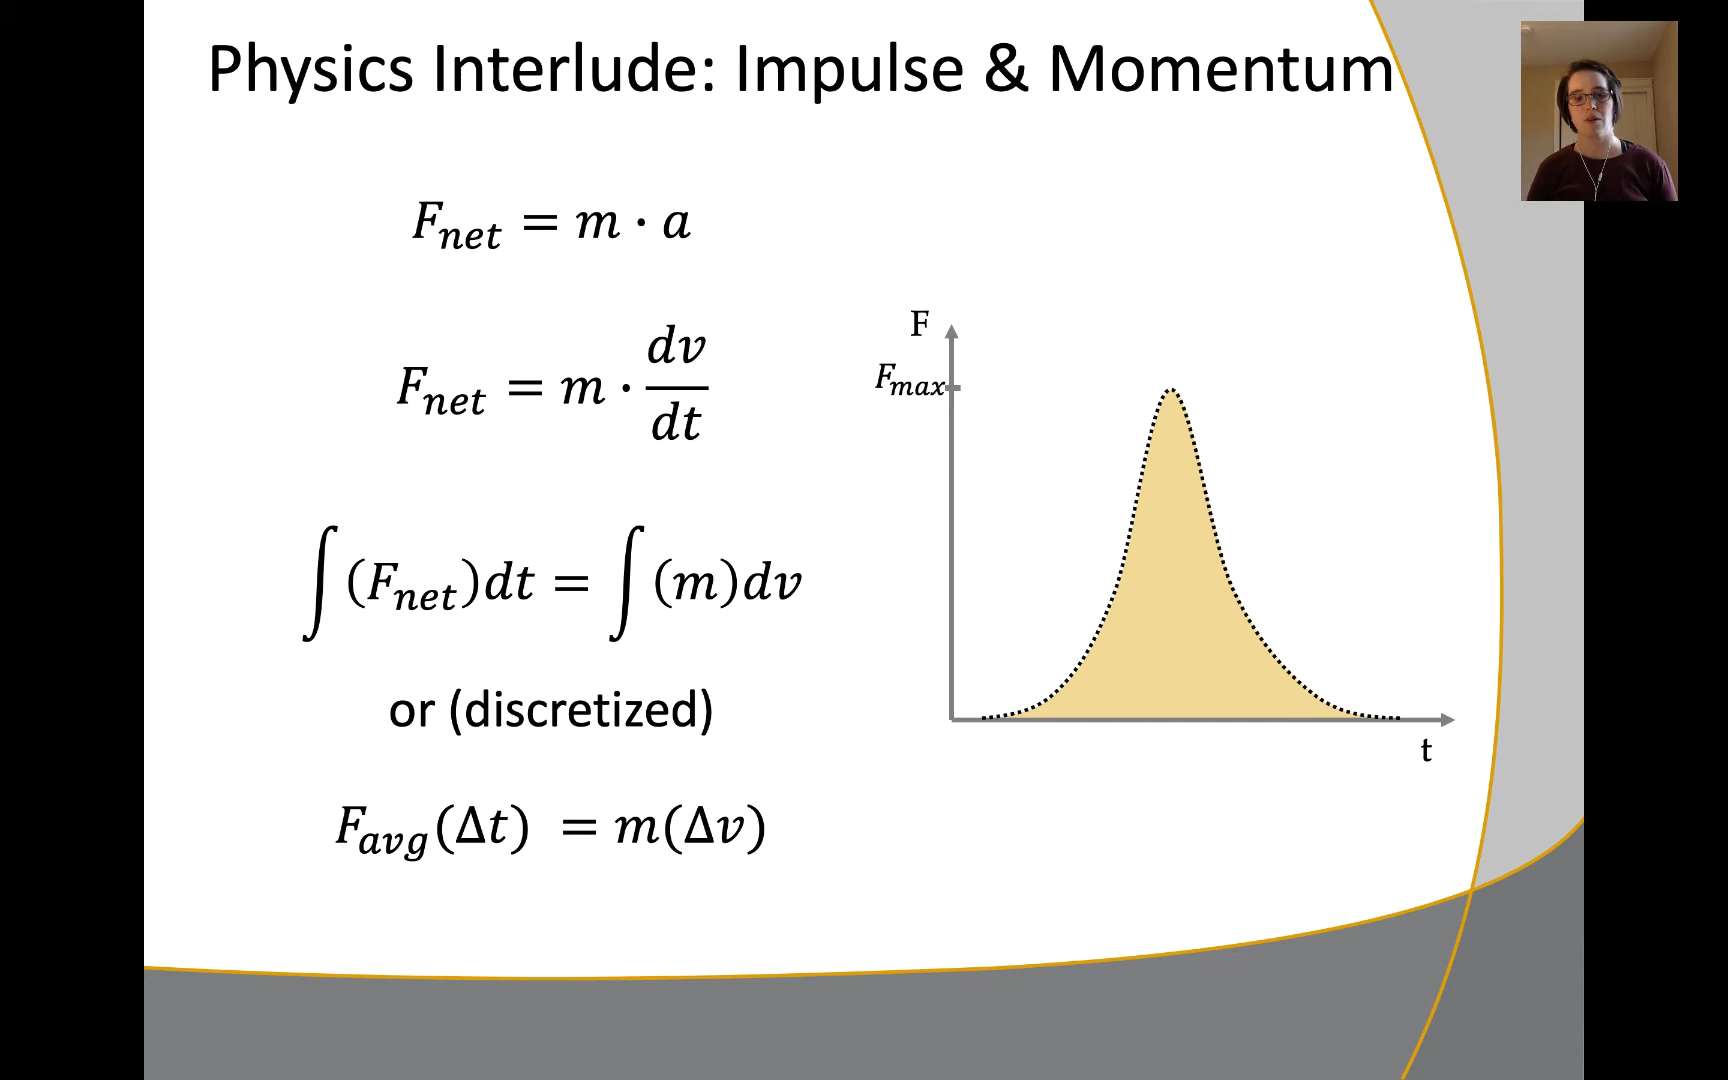 Physics Interlude: Impulse & Momentum
F_net = m · a
F_net = m · dv/dt
∫(F_net)dt = ∫(m)dv
or (discretized)
F_avg(Δt) = m(Δv)
F
F_max
t